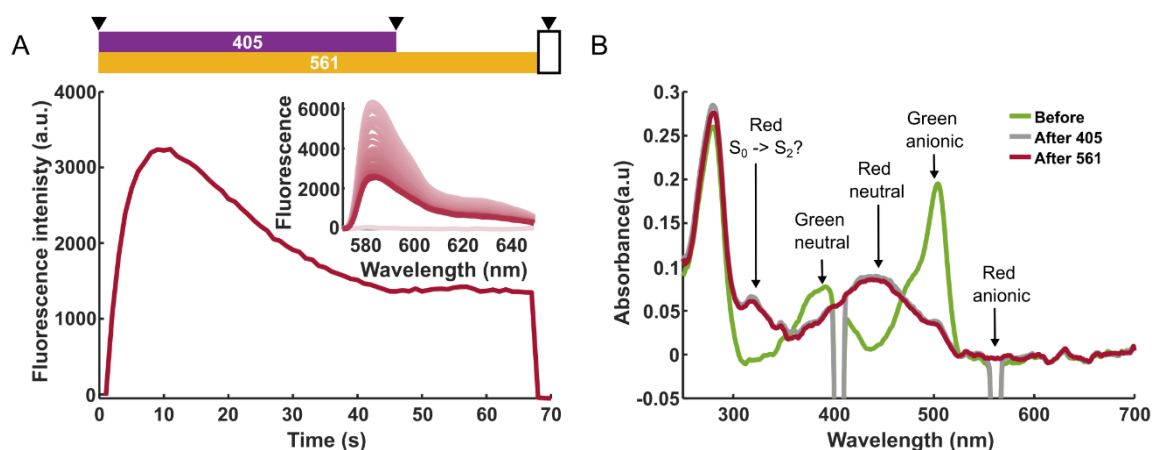 A
405
561
Fluorescence intenisty (a.u.)
4000
3000
2000
1000
0
0 10 20 30 40 50 60 70
Time (s)
Fluorescence
6000
4000
2000
0
580 600 620 640
Wavelength (nm)
B
Absorbance(a.u)
0.3
0.25
0.2
0.15
0.1
0.05
0
-0.05
300 400 500 600 700
Wavelength (nm)
Red
S₀ -> S₂?
Green
neutral
Red
neutral
Green
anionic
Red
anionic
Before
After 405
After 561